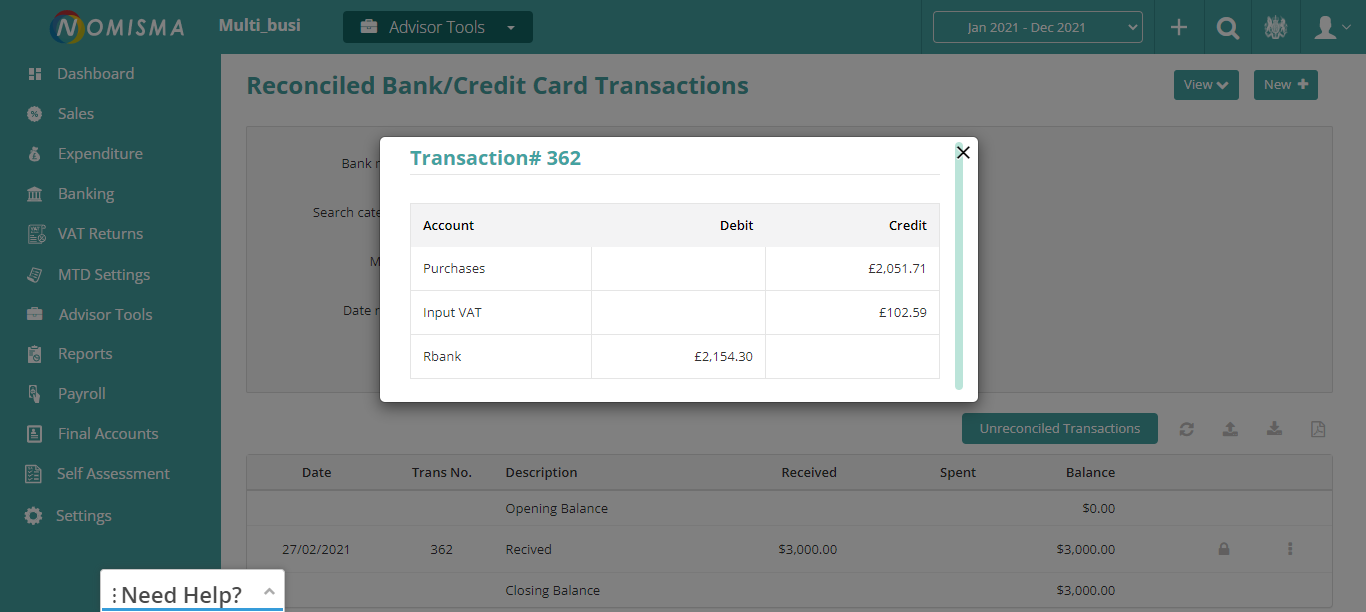 NOMISMA
Multi_busi
Advisor Tools
Jan 2021 - Dec 2021
Dashboard
Sales
Expenditure
Banking
VAT Returns
MTD Settings
Advisor Tools
Reports
Payroll
Final Accounts
Self Assessment
Settings
Need Help?
Reconciled Bank/Credit Card Transactions
View
New
Bank
Search cate
M
Date
Transaction# 362
Account Debit Credit
Purchases £2,051.71
Input VAT £102.59
Rbank £2,154.30
Unreconciled Transactions
Date Trans No. Description Received Spent Balance
Opening Balance $0.00
27/02/2021 362 Recived $3,000.00 $3,000.00
Closing Balance $3,000.00